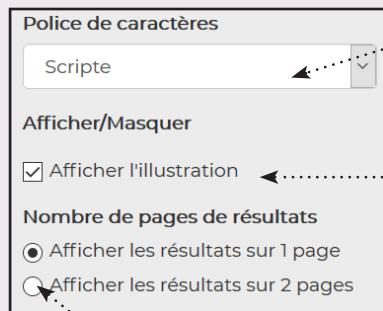 Police de caractères
Scripte
Afficher/Masquer
Afficher l'illustration
Nombre de pages de résultats
Afficher les résultats sur 1 page
Afficher les résultats sur 2 pages